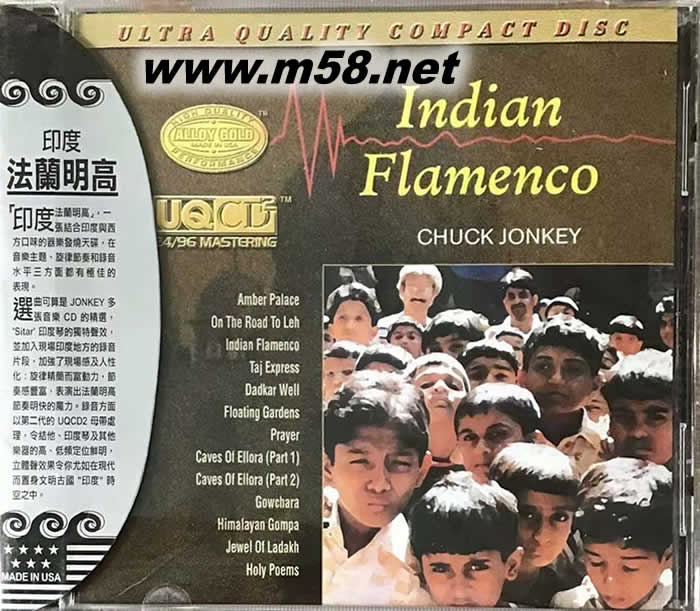 ULTRA QUALITY COMPACT DISC
www.m58.net
HIGH QUALITY
ALLOY GOLD
MADE IN USA
PERFORMANCE
TM
Indian
Flamenco
UQCD2 TM
24/96 MASTERING
CHUCK JONKEY
Amber Palace
On The Road To Leh
Indian Flamenco
Taj Express
Dadkar Well
Floating Gardens
Prayer
Caves Of Ellora (Part 1)
Caves Of Ellora (Part 2)
Gowchara
Himalayan Gompa
Jewel Of Ladakh
Holy Poems
印度
法蘭明高
「印度法蘭明高」,一
張結合印度與西
方口味的器樂發燒天碟,在
音樂主題、旋律節奏和錄音
水平三方面都有極佳的
表現。
選曲可算是 JONKEY 多
張音樂 CD 的精選,
'Sitar' 印度琴的獨特聲效,
並加入現場印度地方的錄音
片段,加強了現場感及人性
化;旋律精簡而富動力,節
奏感豐富,表演出法蘭明高
節奏明快的魔力。錄音方面
以第二代的 UQCD2 母帶處
理,令結他、印度琴及其他
樂器的高、低頻定位鮮明,
立體聲效果令你尤如在現代
而置身文明古國 "印度" 時
空之中。
MADE IN USA